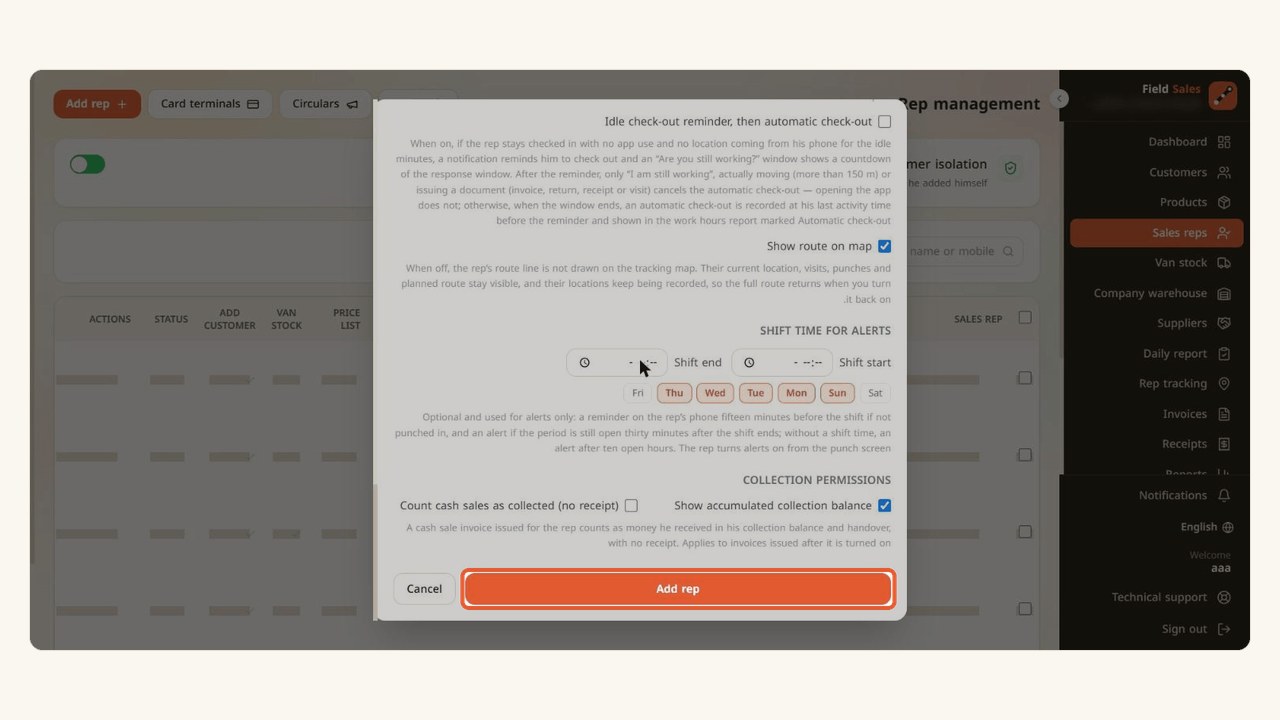 Field Sales
Add rep
Card terminals
Circulars
Rep management
Dashboard
Customers
Products
Sales reps
Van stock
Company warehouse
Suppliers
Daily report
Rep tracking
Invoices
Receipts
Reports
Notifications
English
Welcome
aaa
Technical support
Sign out
mer isolation
he added himself
name or mobile
ACTIONS
STATUS
ADD CUSTOMER
VAN STOCK
PRICE LIST
SALES REP
Idle check-out reminder, then automatic check-out
When on, if the rep stays checked in with no app use and no location coming from his phone for the idle
minutes, a notification reminds him to check out and an “Are you still working?” window shows a countdown
of the response window. After the reminder, only “I am still working”, actually moving (more than 150 m) or
issuing a document (invoice, return, receipt or visit) cancels the automatic check-out — opening the app
does not; otherwise, when the window ends, an automatic check-out is recorded at his last activity time
before the reminder and shown in the work hours report marked Automatic check-out
Show route on map
When off, the rep’s route line is not drawn on the tracking map. Their current location, visits, punches and
planned route stay visible, and their locations keep being recorded, so the full route returns when you turn
.it back on
SHIFT TIME FOR ALERTS
Shift start
- --:--
Shift end
Fri Thu Wed Tue Mon Sun Sat
Optional and used for alerts only: a reminder on the rep’s phone fifteen minutes before the shift if not
punched in, and an alert if the period is still open thirty minutes after the shift ends; without a shift time, an
alert after ten open hours. The rep turns alerts on from the punch screen
COLLECTION PERMISSIONS
Count cash sales as collected (no receipt)
Show accumulated collection balance
A cash sale invoice issued for the rep counts as money he received in his collection balance and handover,
with no receipt. Applies to invoices issued after it is turned on
Cancel
Add rep